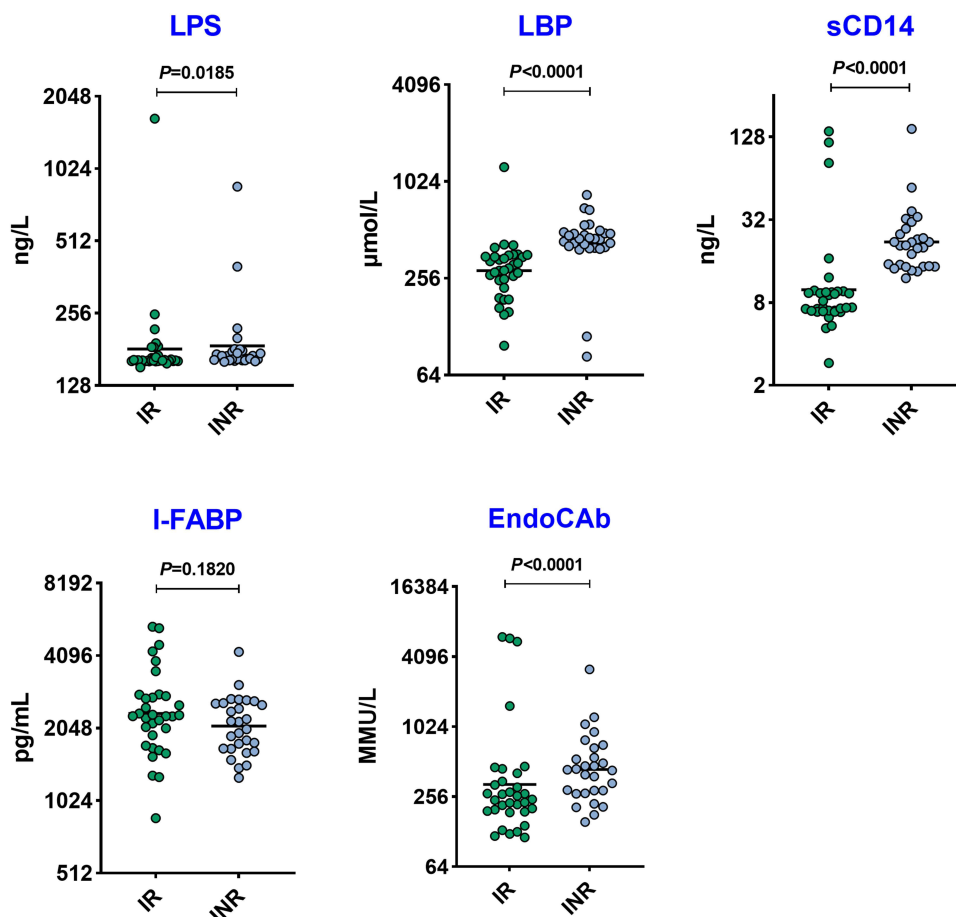 LPS
P=0.0185
2048
1024
512
256
128
ng/L
IR
INR
LBP
P<0.0001
4096
1024
256
64
µmol/L
IR
INR
sCD14
P<0.0001
128
32
8
2
ng/L
IR
INR
I-FABP
P=0.1820
8192
4096
2048
1024
512
pg/mL
IR
INR
EndoCAb
P<0.0001
16384
4096
1024
256
64
MMU/L
IR
INR